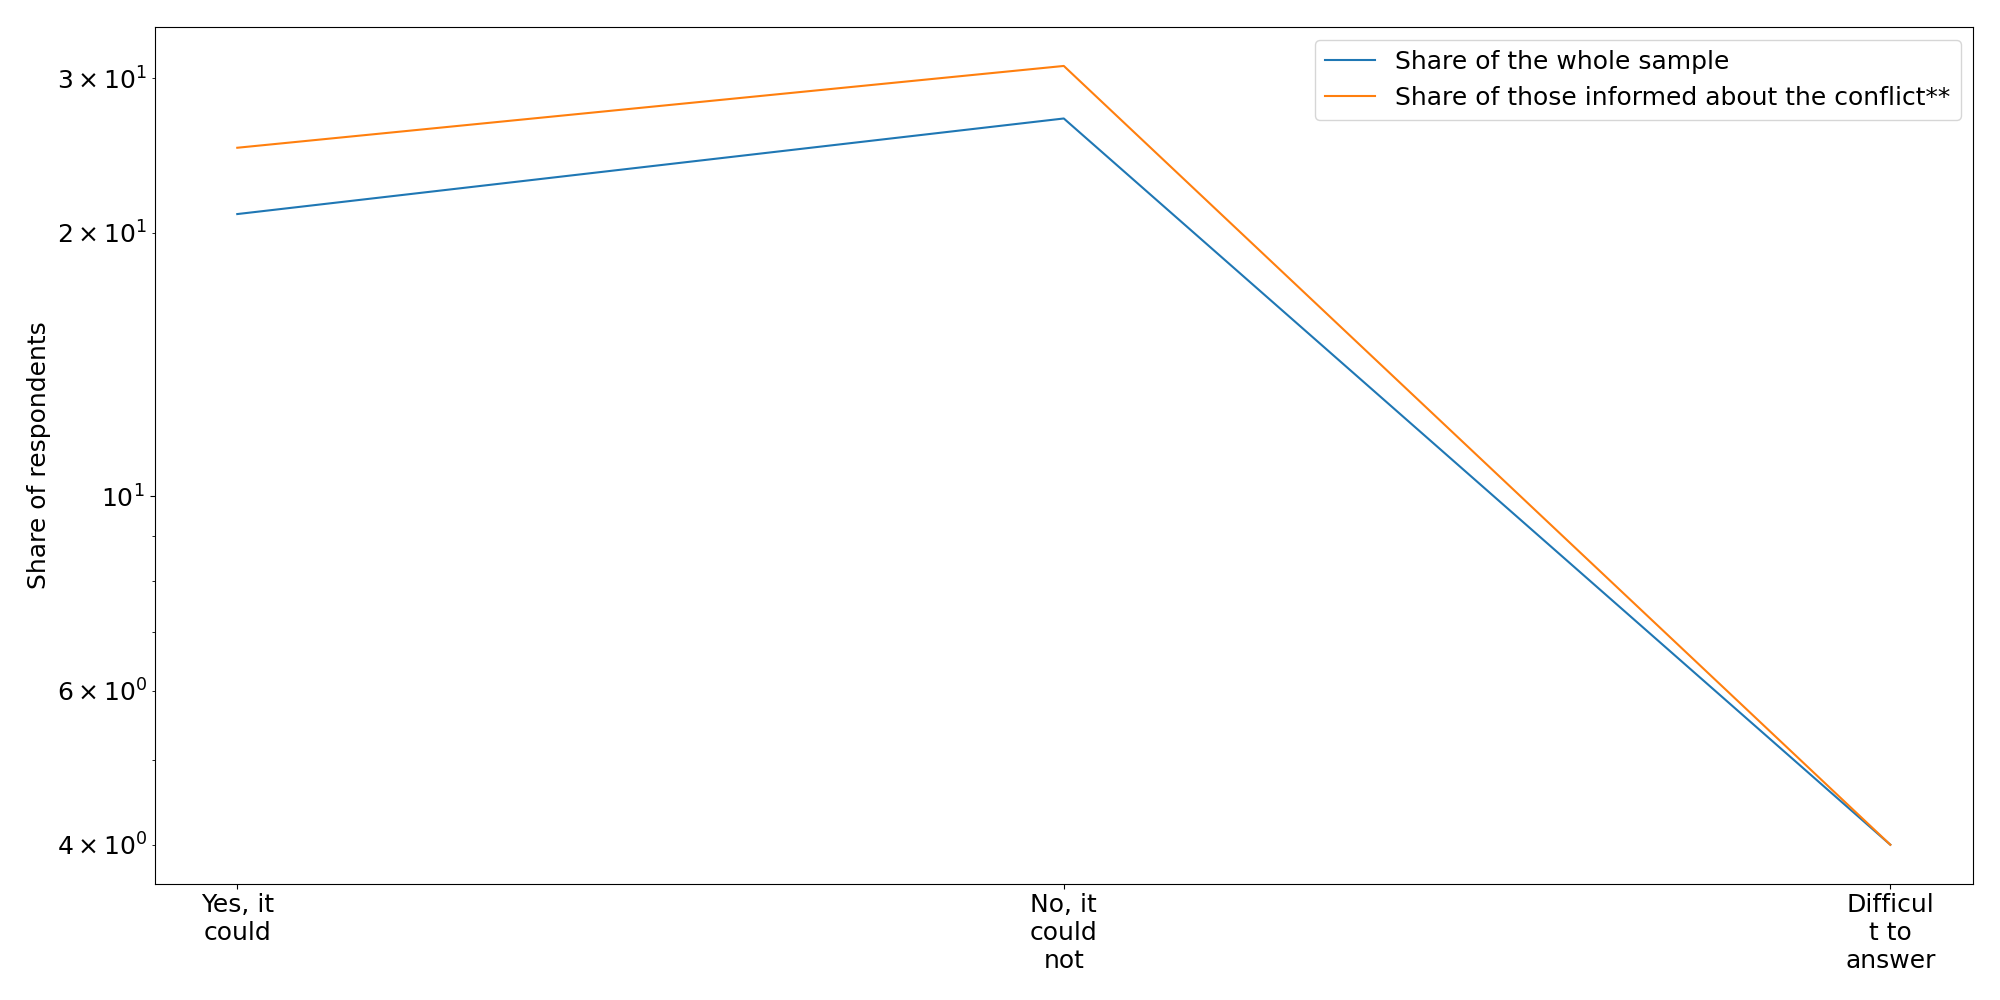 Share of the whole sample
Share of those informed about the conflict**
Share of respondents
3 × 10¹
2 × 10¹
10¹
6 × 10⁰
4 × 10⁰
Yes, it
could
No, it
could
not
Difficul
t to
answer